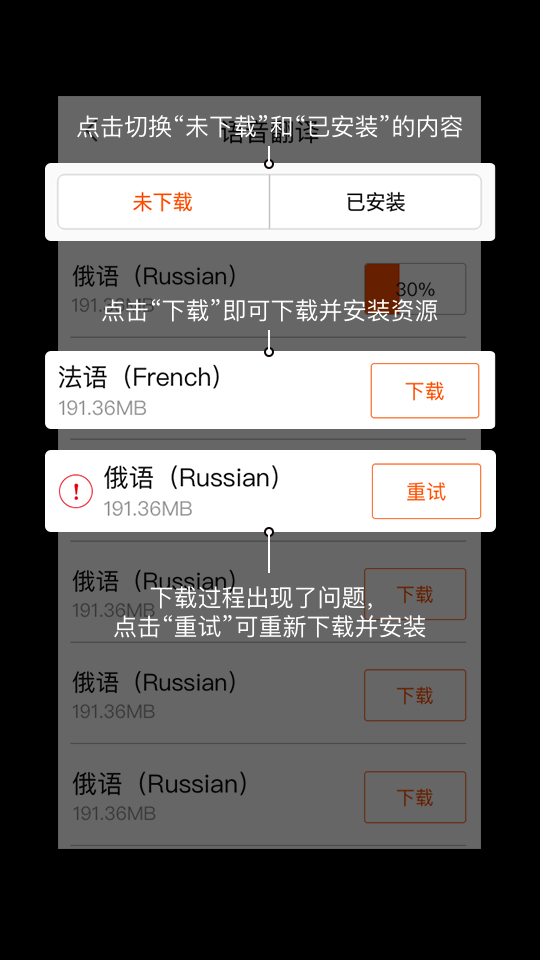 点击切换“未下载”和“已安装”的内容
语音翻译
未下载
已安装
俄语（Russian）
191.36MB
30%
点击“下载”即可下载并安装资源
法语（French）
191.36MB
下载
俄语（Russian）
191.36MB
重试
俄语（Russian）
191.36MB
下载
下载过程出现了问题，
点击“重试”可重新下载并安装
俄语（Russian）
191.36MB
下载
俄语（Russian）
191.36MB
下载